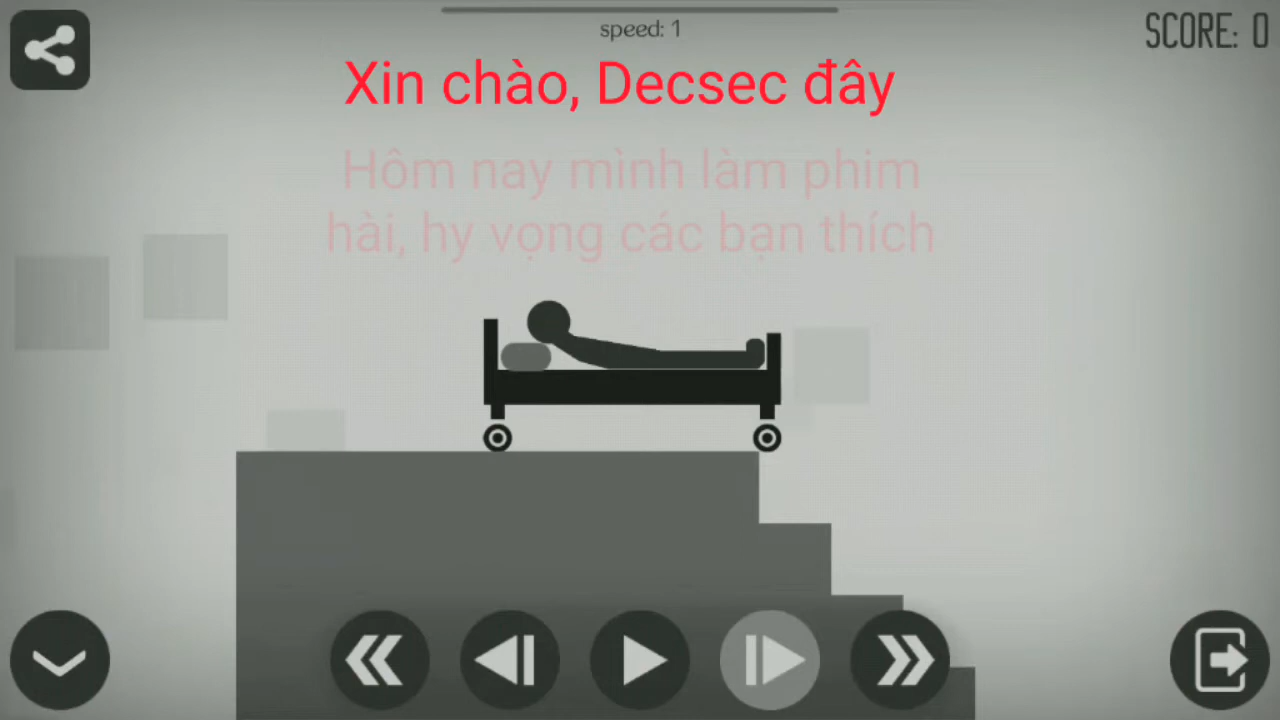 speed: 1
SCORE: 0
Xin chào, Decsec đây
Hôm nay mình làm phim
hài, hy vọng các bạn thích